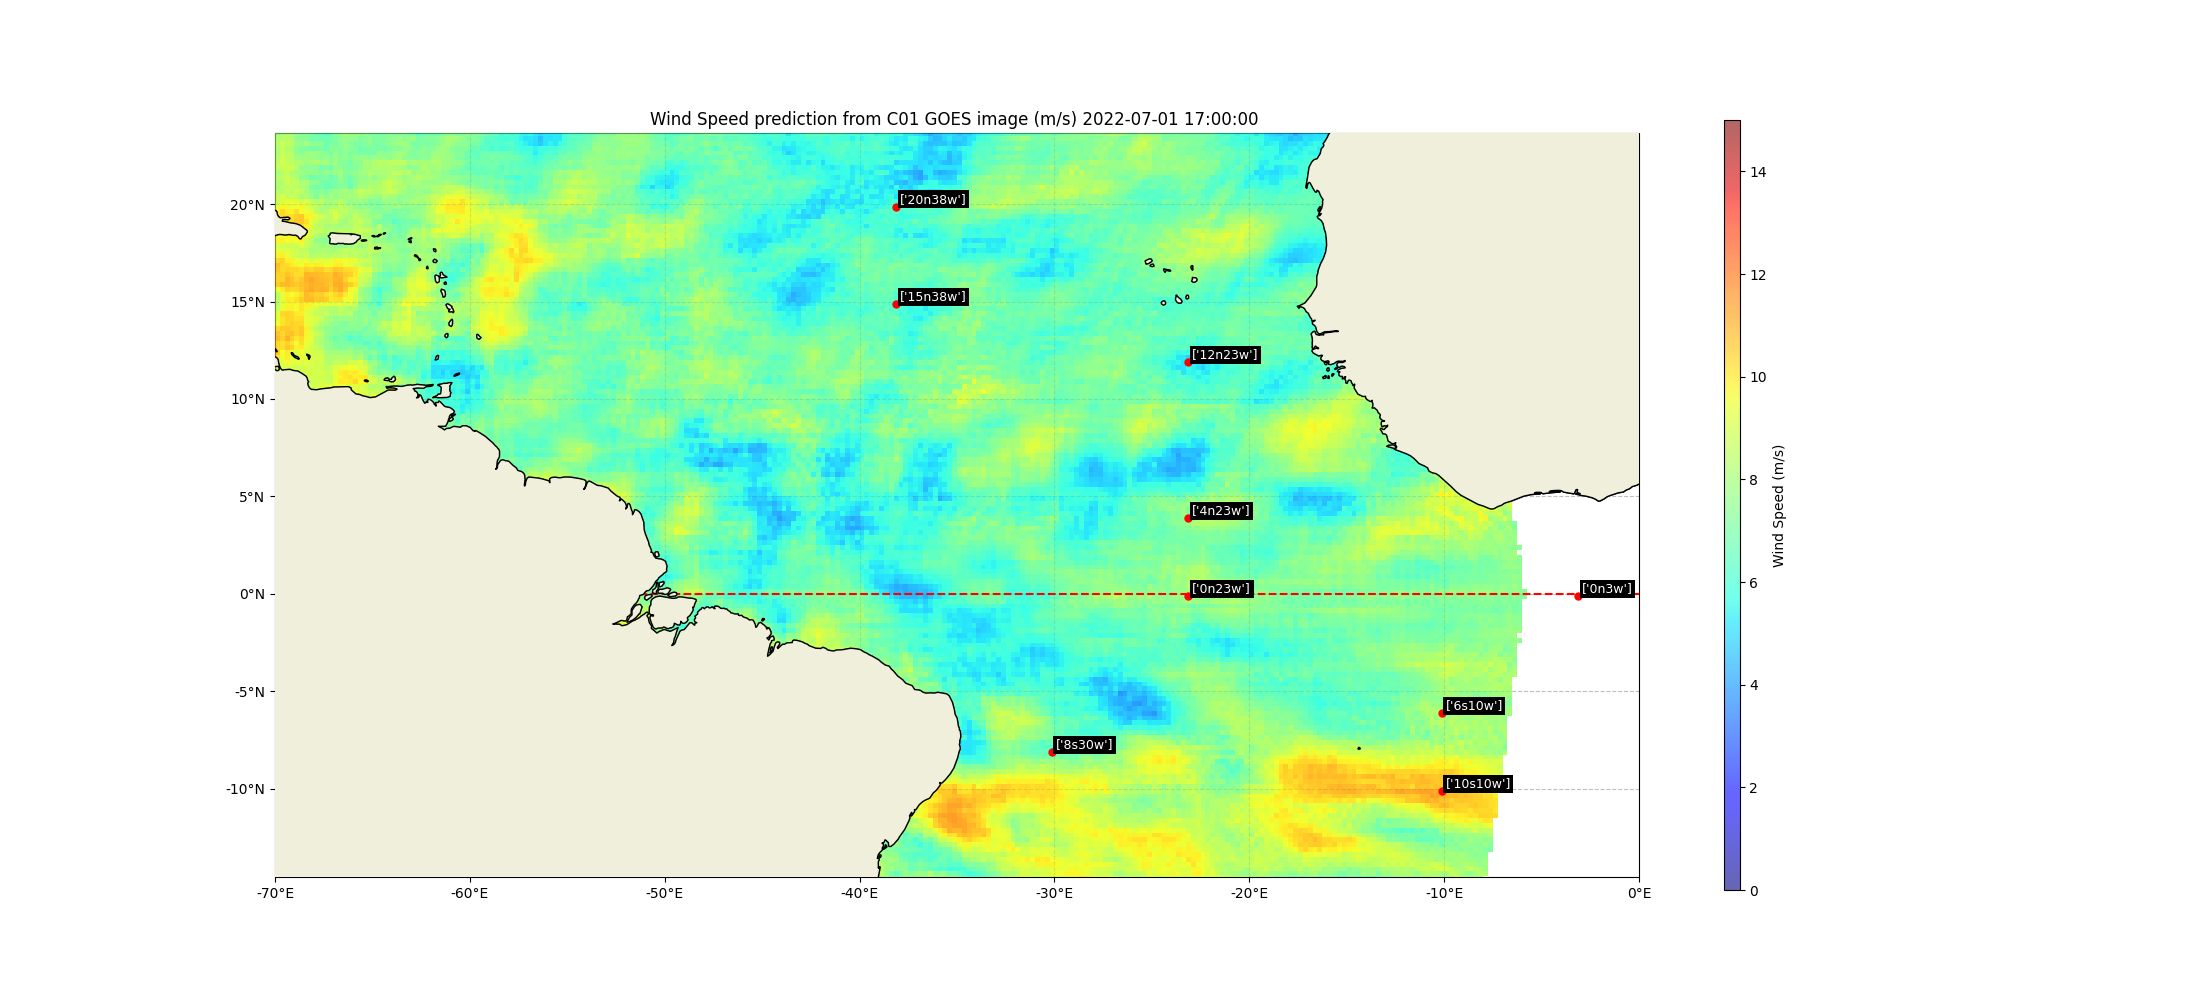 Wind Speed prediction from C01 GOES image (m/s) 2022-07-01 17:00:00
20°N
15°N
10°N
5°N
0°N
-5°N
-10°N
-70°E
-60°E
-50°E
-40°E
-30°E
-20°E
-10°E
0°E
['20n38w']
['15n38w']
['12n23w']
['4n23w']
['0n23w']
['0n3w']
['6s10w']
['8s30w']
['10s10w']
14
12
10
8
6
4
2
0
Wind Speed (m/s)